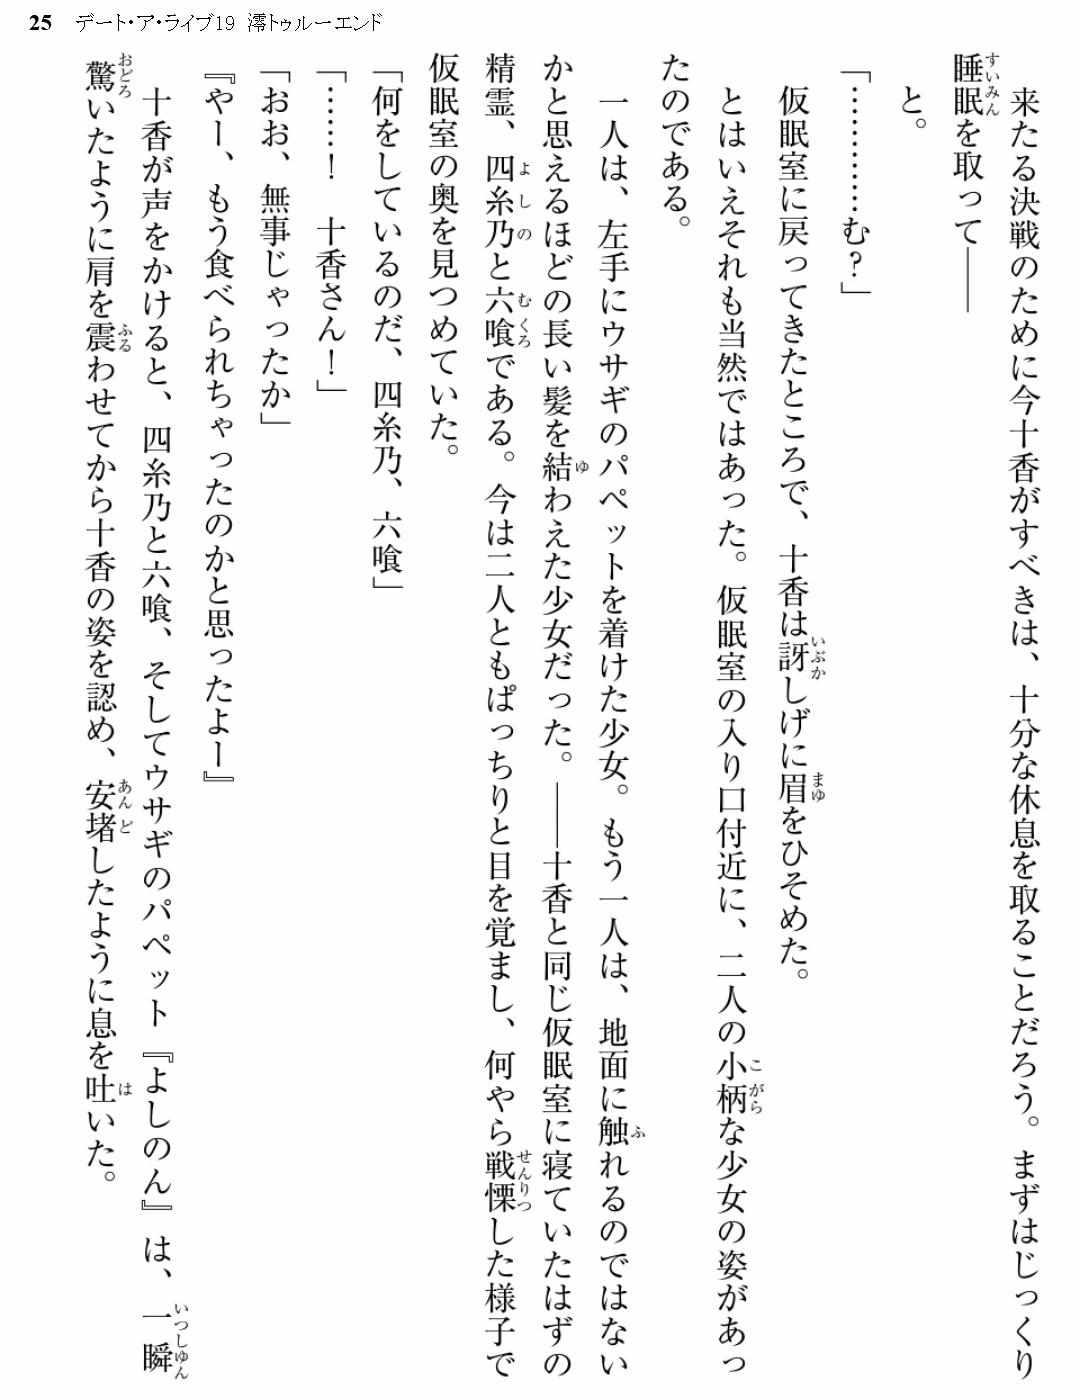 25 デート・ア・ライブ19 澪トゥルーエンド
来たる決戦のために今十香がすべきは、十分な休息を取ることだろう。まずはじっくり
睡眠を取って――
と。
「…………む？」
仮眠室に戻ってきたところで、十香は訝しげに眉をひそめた。
とはいえそれも当然ではあった。仮眠室の入り口付近に、二人の小柄な少女の姿があっ
たのである。
一人は、左手にウサギのパペットを着けた少女。もう一人は、地面に触れるのではない
かと思えるほどの長い髪を結わえた少女だった。――十香と同じ仮眠室に寝ていたはずの
精霊、四糸乃と六喰である。今は二人ともぱっちりと目を覚まし、何やら戦慄した様子で
仮眠室の奥を見つめていた。
「何をしているのだ、四糸乃、六喰」
「……！　十香さん！」
「おお、無事じゃったか」
『やー、もう食べられちゃったのかと思ったよー』
十香が声をかけると、四糸乃と六喰、そしてウサギのパペット『よしのん』は、一瞬
驚いたように肩を震わせてから十香の姿を認め、安堵したように息を吐いた。